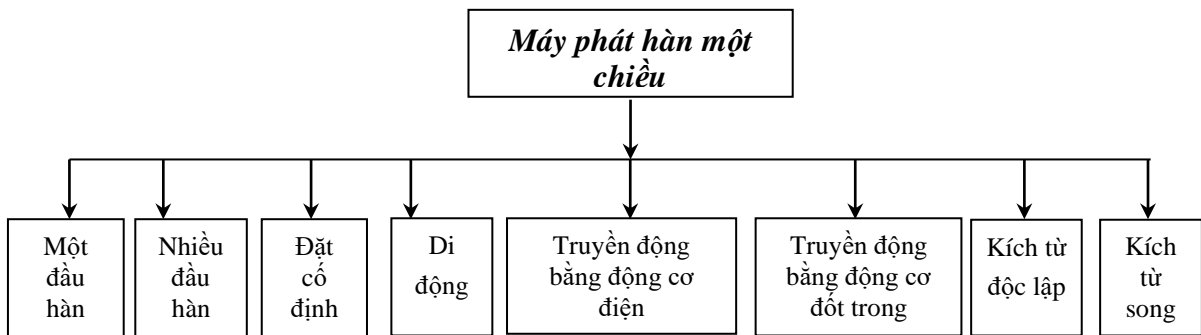 Máy phát hàn một
chiều
Một
đầu
hàn
Nhiều
đầu
hàn
Đặt
cố
định
Di
động
Truyền động
bằng động cơ
điện
Truyền động
bằng động cơ
đốt trong
Kích từ
độc lập
Kích
từ
song